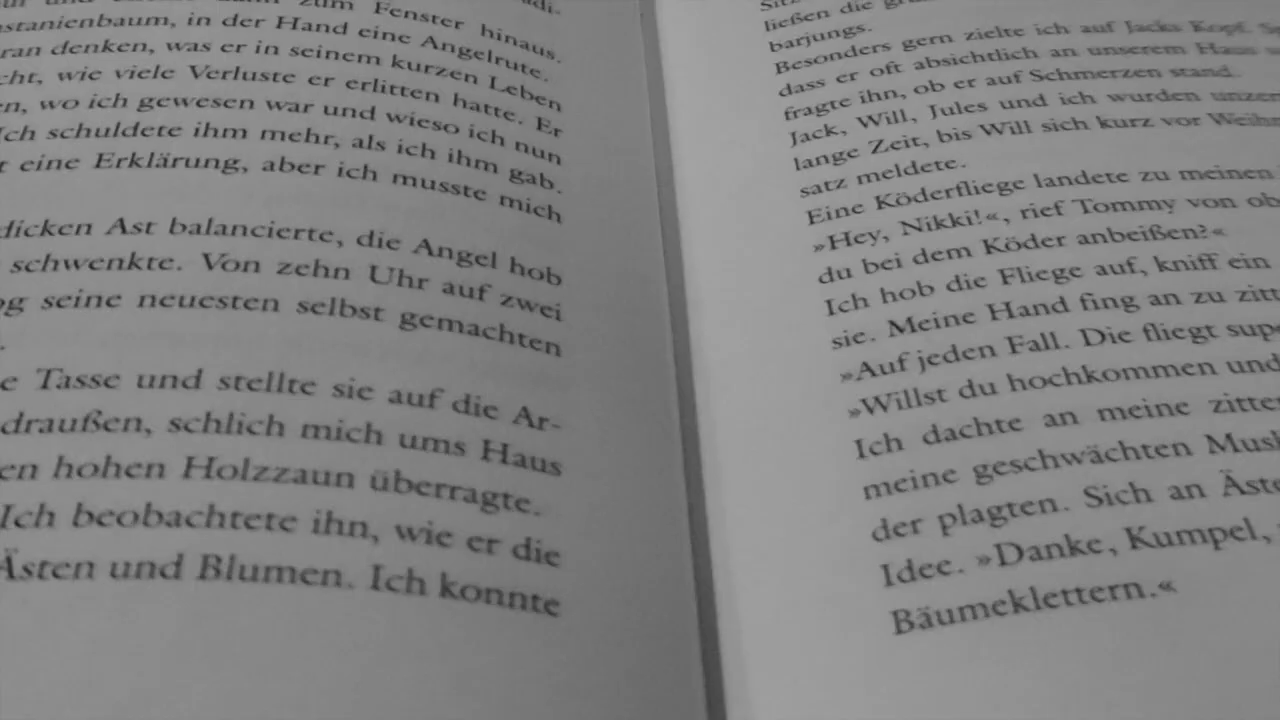 zum Fenster hinaus.
stanienbaum, in der Hand eine Angelrute.
ran denken, was er in seinem kurzen Leben
cht, wie viele Verluste er erlitten hatte. Er
en, wo ich gewesen war und wieso ich nun
Ich schuldete ihm mehr, als ich ihm gab.
eine Erklärung, aber ich musste mich
dicken Ast balancierte, die Angel hob
schwenkte. Von zehn Uhr auf zwei
og seine neuesten selbst gemachten
e Tasse und stellte sie auf die Ar-
draußen, schlich mich ums Haus
en hohen Holzzaun überragte.
Ich beobachtete ihn, wie er die
Ästen und Blumen. Ich konnte
ließen die
barjungs.
Besonders gern zielte ich auf Jacks Kopf.
dass er oft absichtlich an unserem Haus
fragte ihn, ob er auf Schmerzen stand.
Jack, Will, Jules und ich wurden unzer
lange Zeit, bis Will sich kurz vor Weihn
satz meldete.
Eine Köderfliege landete zu meinen
»Hey, Nikki!«, rief Tommy von ob
du bei dem Köder anbeißen?«
Ich hob die Fliege auf, kniff ein
sie. Meine Hand fing an zu zitt
»Auf jeden Fall. Die fliegt supe
»Willst du hochkommen und
Ich dachte an meine zitter
meine geschwächten Musk
der plagten. Sich an Äste
Idee. »Danke, Kumpel,
Bäumeklettern.«